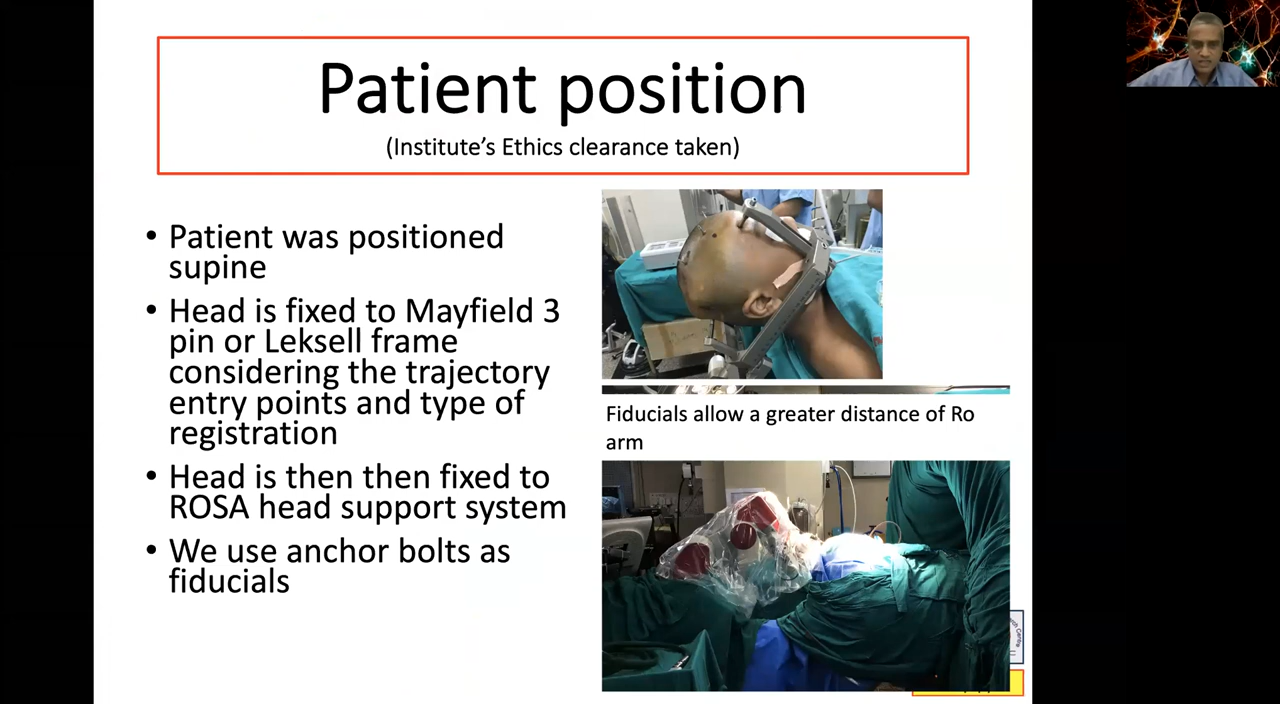 Patient position
(Institute's Ethics clearance taken)
• Patient was positioned
supine
• Head is fixed to Mayfield 3
pin or Leksell frame
considering the trajectory
entry points and type of
registration
• Head is then then fixed to
ROSA head support system
• We use anchor bolts as
fiducials
Fiducials allow a greater distance of Ro
arm
Centre